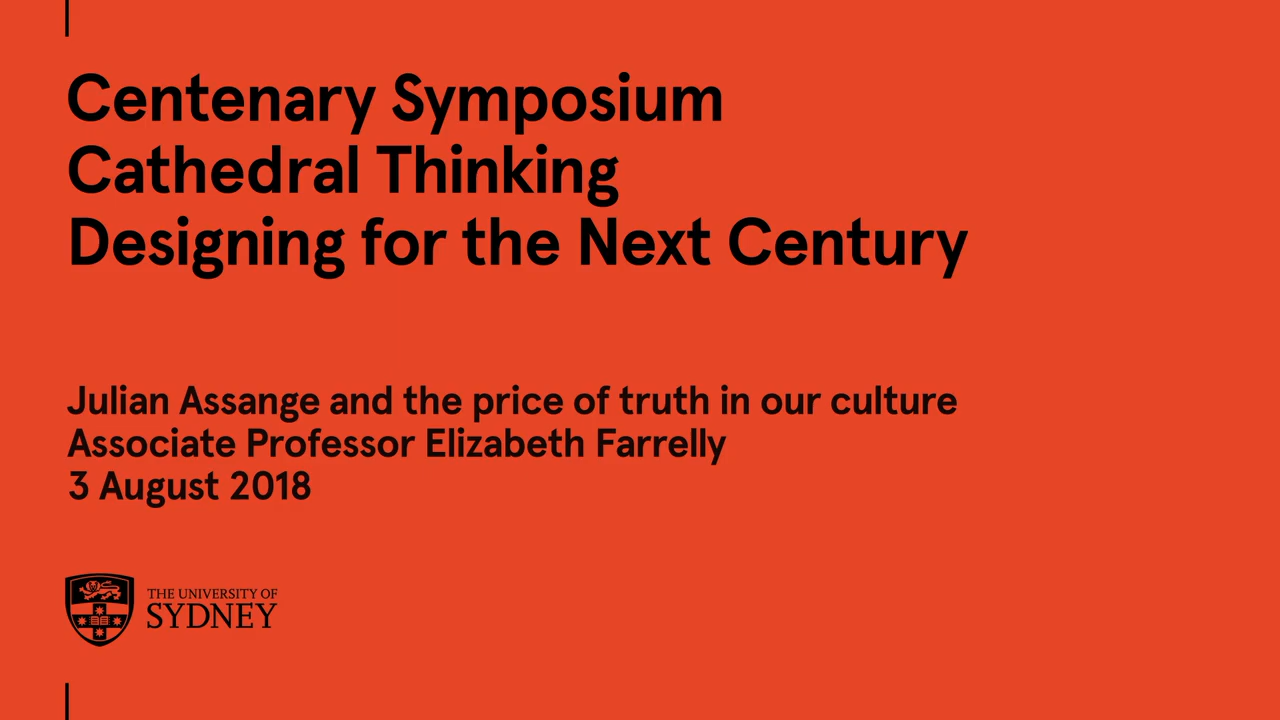 Centenary Symposium
Cathedral Thinking
Designing for the Next Century
Julian Assange and the price of truth in our culture
Associate Professor Elizabeth Farrelly
3 August 2018
THE UNIVERSITY OF
SYDNEY